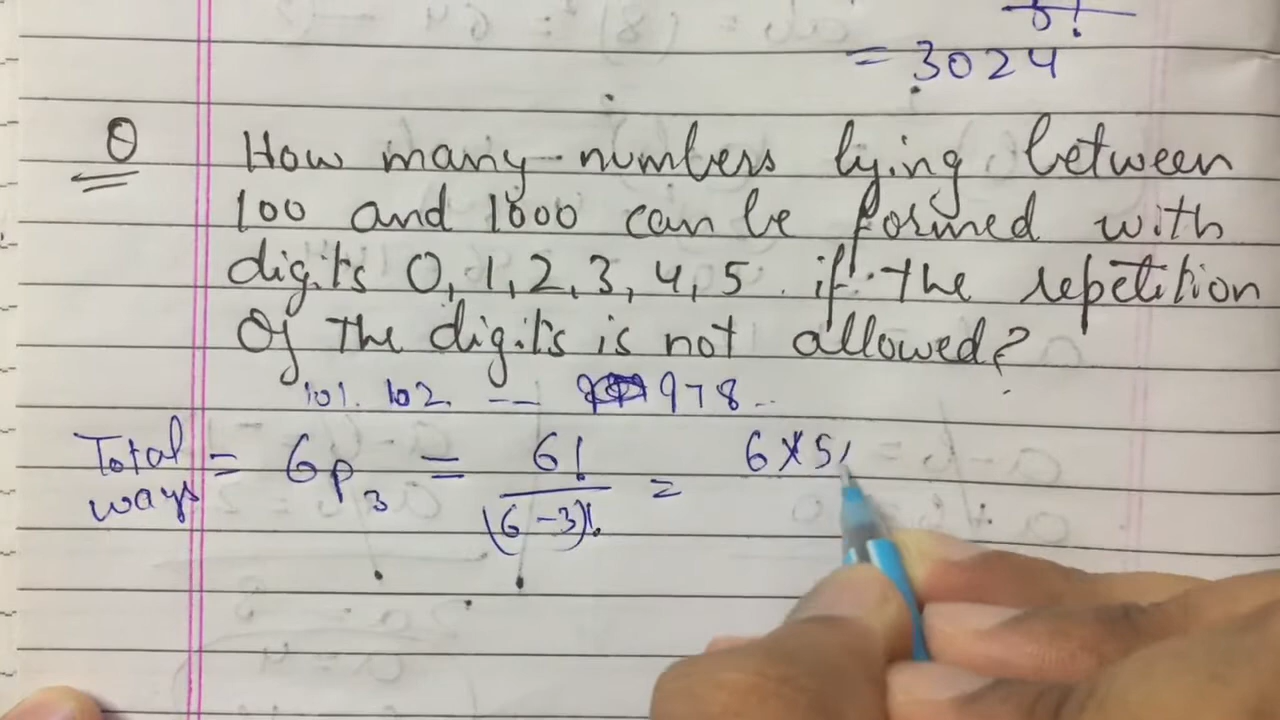 = 3024
Q How many numbers lying between
100 and 1000 can be formed with
digits 0, 1, 2, 3, 4, 5 if the repetition
of the digits is not allowed?
101. 102. -- 978..
Total ways = 6P3 = 6! / (6-3)! = 6×5